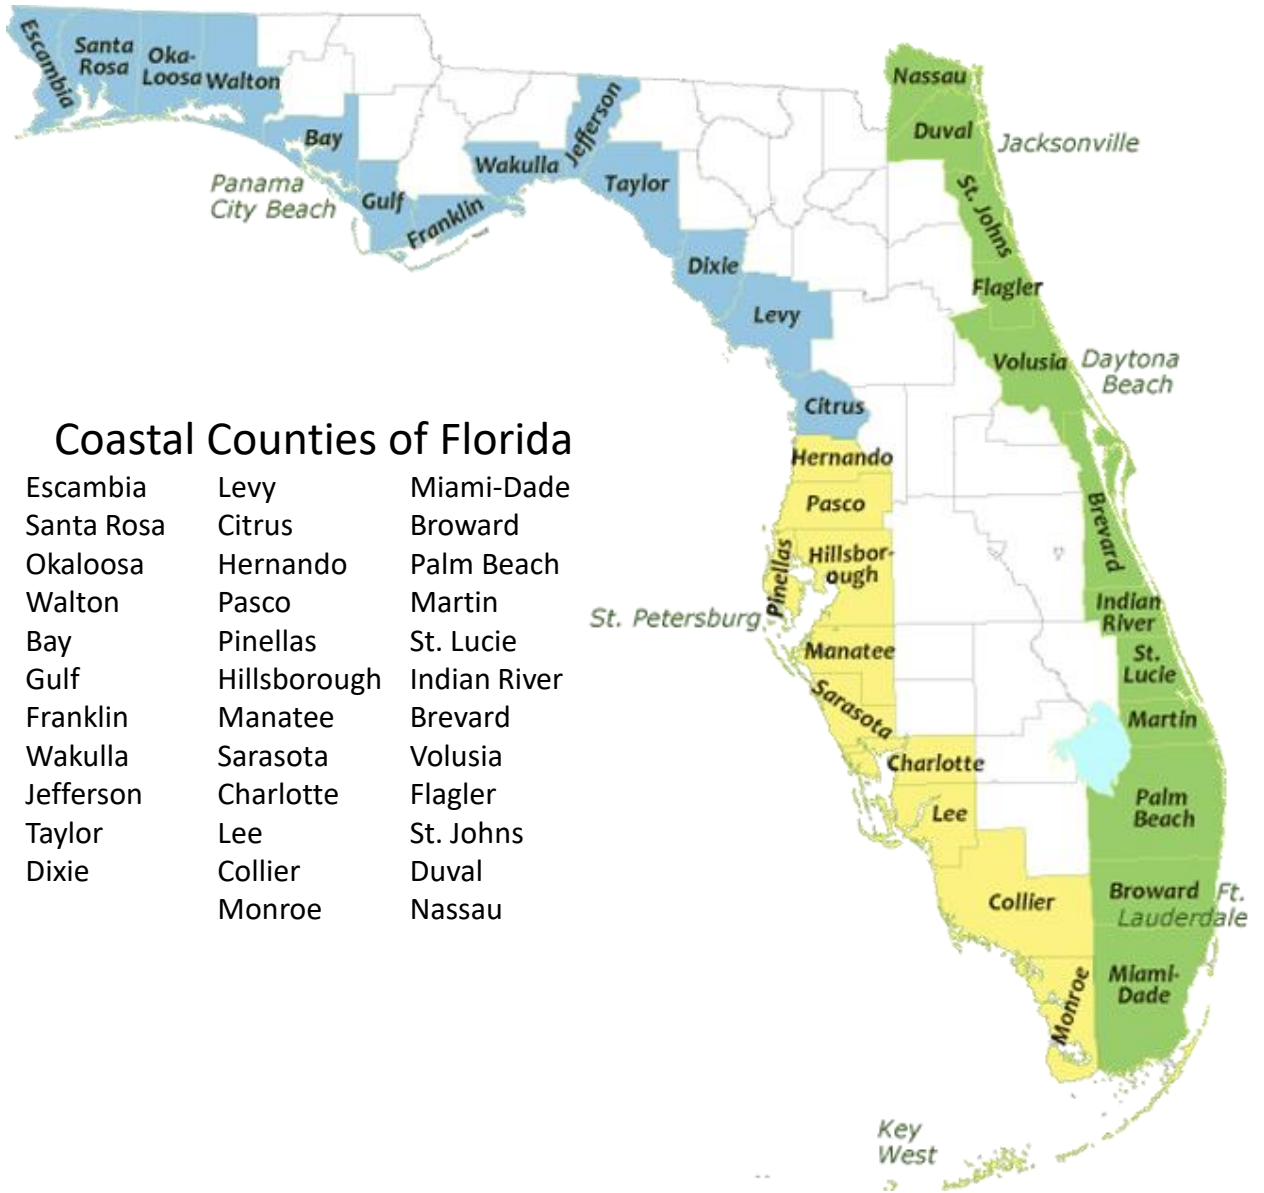 Escambia
Santa
Rosa
Oka-
Loosa
Walton
Bay
Panama
City Beach
Gulf
Franklin
Wakulla
Jefferson
Taylor
Dixie
Levy
Citrus
Nassau
Duval
Jacksonville
St. Johns
Flagler
Volusia
Daytona
Beach
Hernando
Pasco
Hillsbor-
ough
Pinellas
St. Petersburg
Manatee
Sarasota
Charlotte
Lee
Collier
Monroe
Brevard
Indian
River
St.
Lucie
Martin
Palm
Beach
Broward
Ft.
Lauderdale
Miami-
Dade
Key
West
Coastal Counties of Florida
Escambia
Santa Rosa
Okaloosa
Walton
Bay
Gulf
Franklin
Wakulla
Jefferson
Taylor
Dixie
Levy
Citrus
Hernando
Pasco
Pinellas
Hillsborough
Manatee
Sarasota
Charlotte
Lee
Collier
Monroe
Miami-Dade
Broward
Palm Beach
Martin
St. Lucie
Indian River
Brevard
Volusia
Flagler
St. Johns
Duval
Nassau